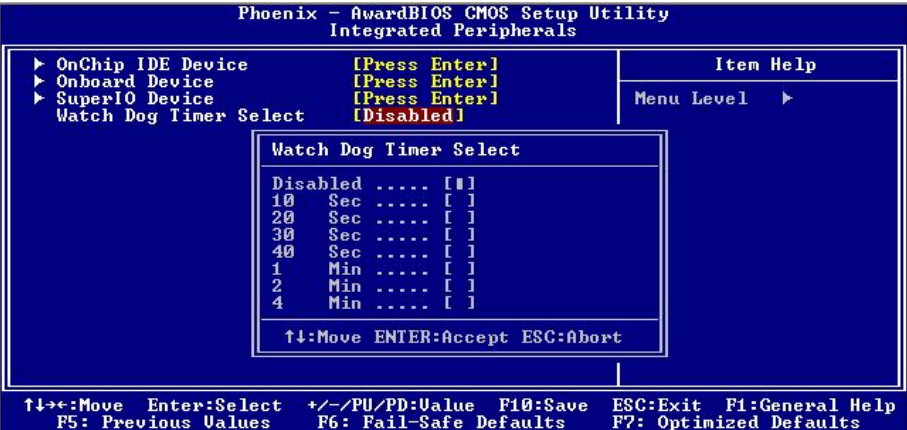 Phoenix - AwardBIOS CMOS Setup Utility
Integrated Peripherals
▶ OnChip IDE Device [Press Enter]
▶ Onboard Device [Press Enter]
▶ SuperIO Device [Press Enter]
Watch Dog Timer Select [Disabled]
Item Help
Menu Level ▶
Watch Dog Timer Select
Disabled ..... [■]
10 Sec ..... [ ]
20 Sec ..... [ ]
30 Sec ..... [ ]
40 Sec ..... [ ]
1 Min ..... [ ]
2 Min ..... [ ]
4 Min ..... [ ]
↑↓:Move ENTER:Accept ESC:Abort
↑↓→←:Move Enter:Select +/-/PU/PD:Value F10:Save ESC:Exit F1:General Help
F5: Previous Values F6: Fail-Safe Defaults F7: Optimized Defaults